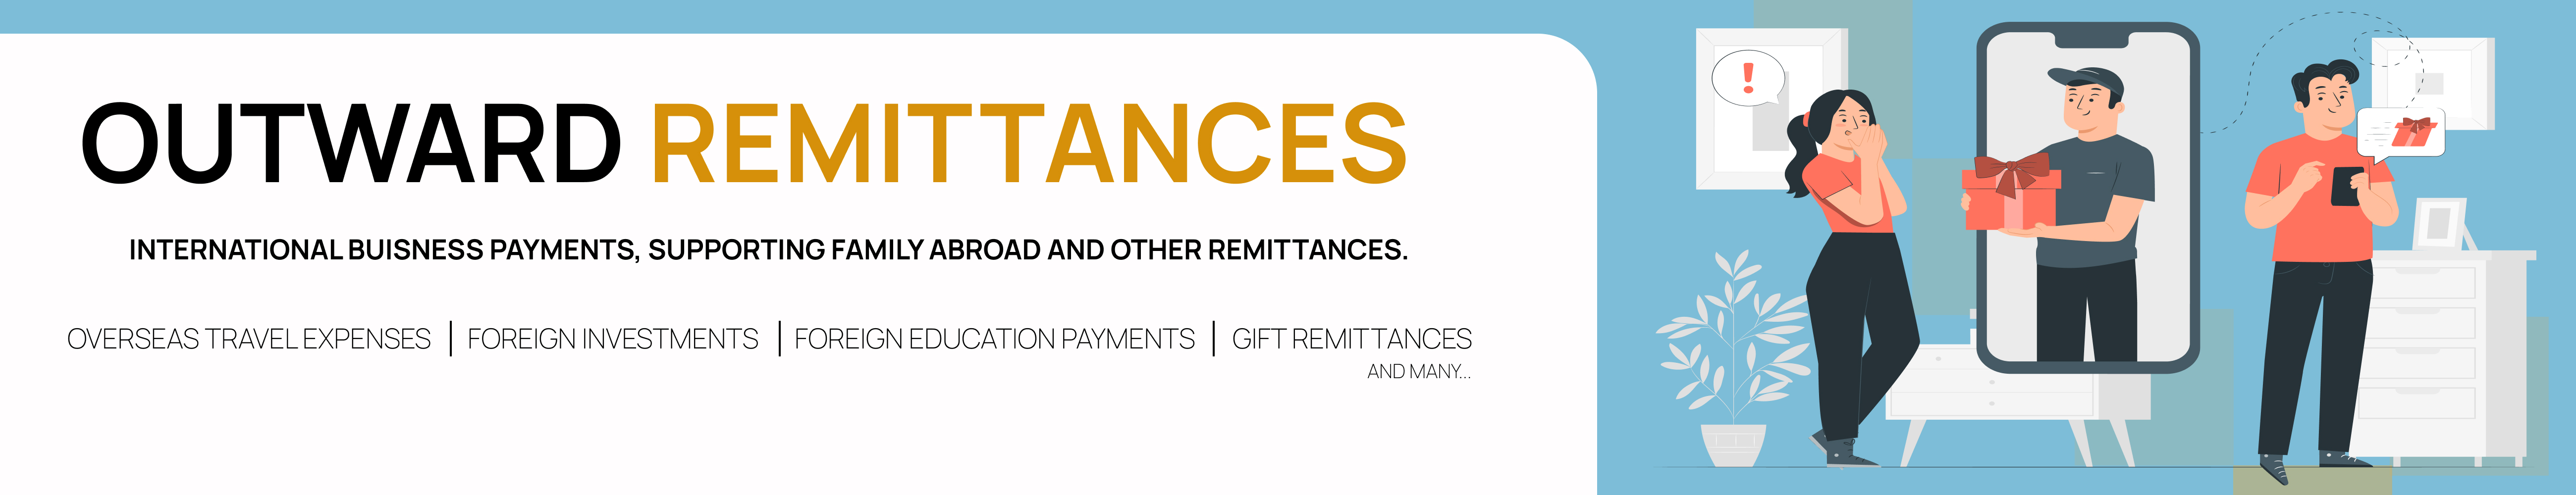 OUTWARD REMITTANCES
INTERNATIONAL BUISNESS PAYMENTS, SUPPORTING FAMILY ABROAD AND OTHER REMITTANCES.
OVERSEAS TRAVEL EXPENSES | FOREIGN INVESTMENTS | FOREIGN EDUCATION PAYMENTS | GIFT REMITTANCES
AND MANY...
!